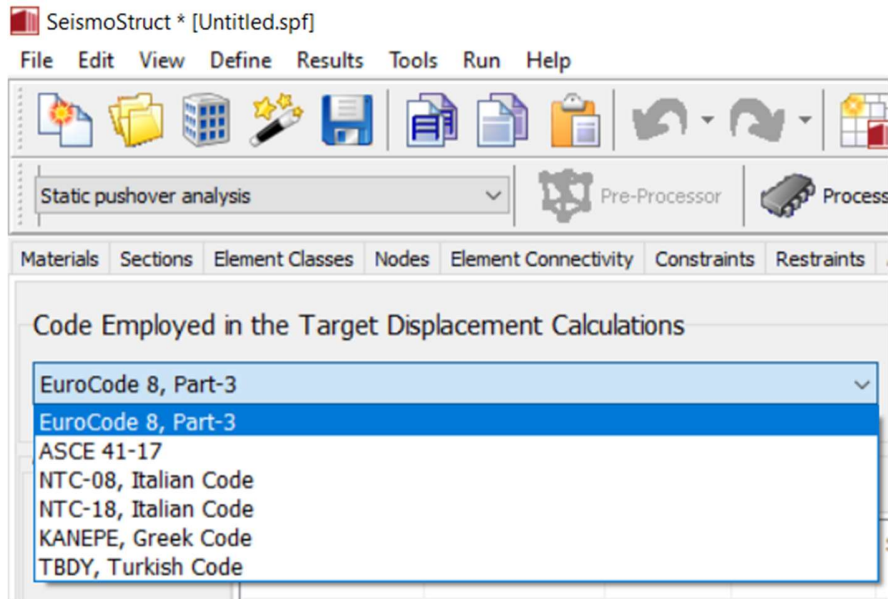 SeismoStruct * [Untitled.spf]
File Edit View Define Results Tools Run Help
Static pushover analysis Pre-Processor Process
Materials Sections Element Classes Nodes Element Connectivity Constraints Restraints
Code Employed in the Target Displacement Calculations
EuroCode 8, Part-3
EuroCode 8, Part-3
ASCE 41-17
NTC-08, Italian Code
NTC-18, Italian Code
KANEPE, Greek Code
TBDY, Turkish Code